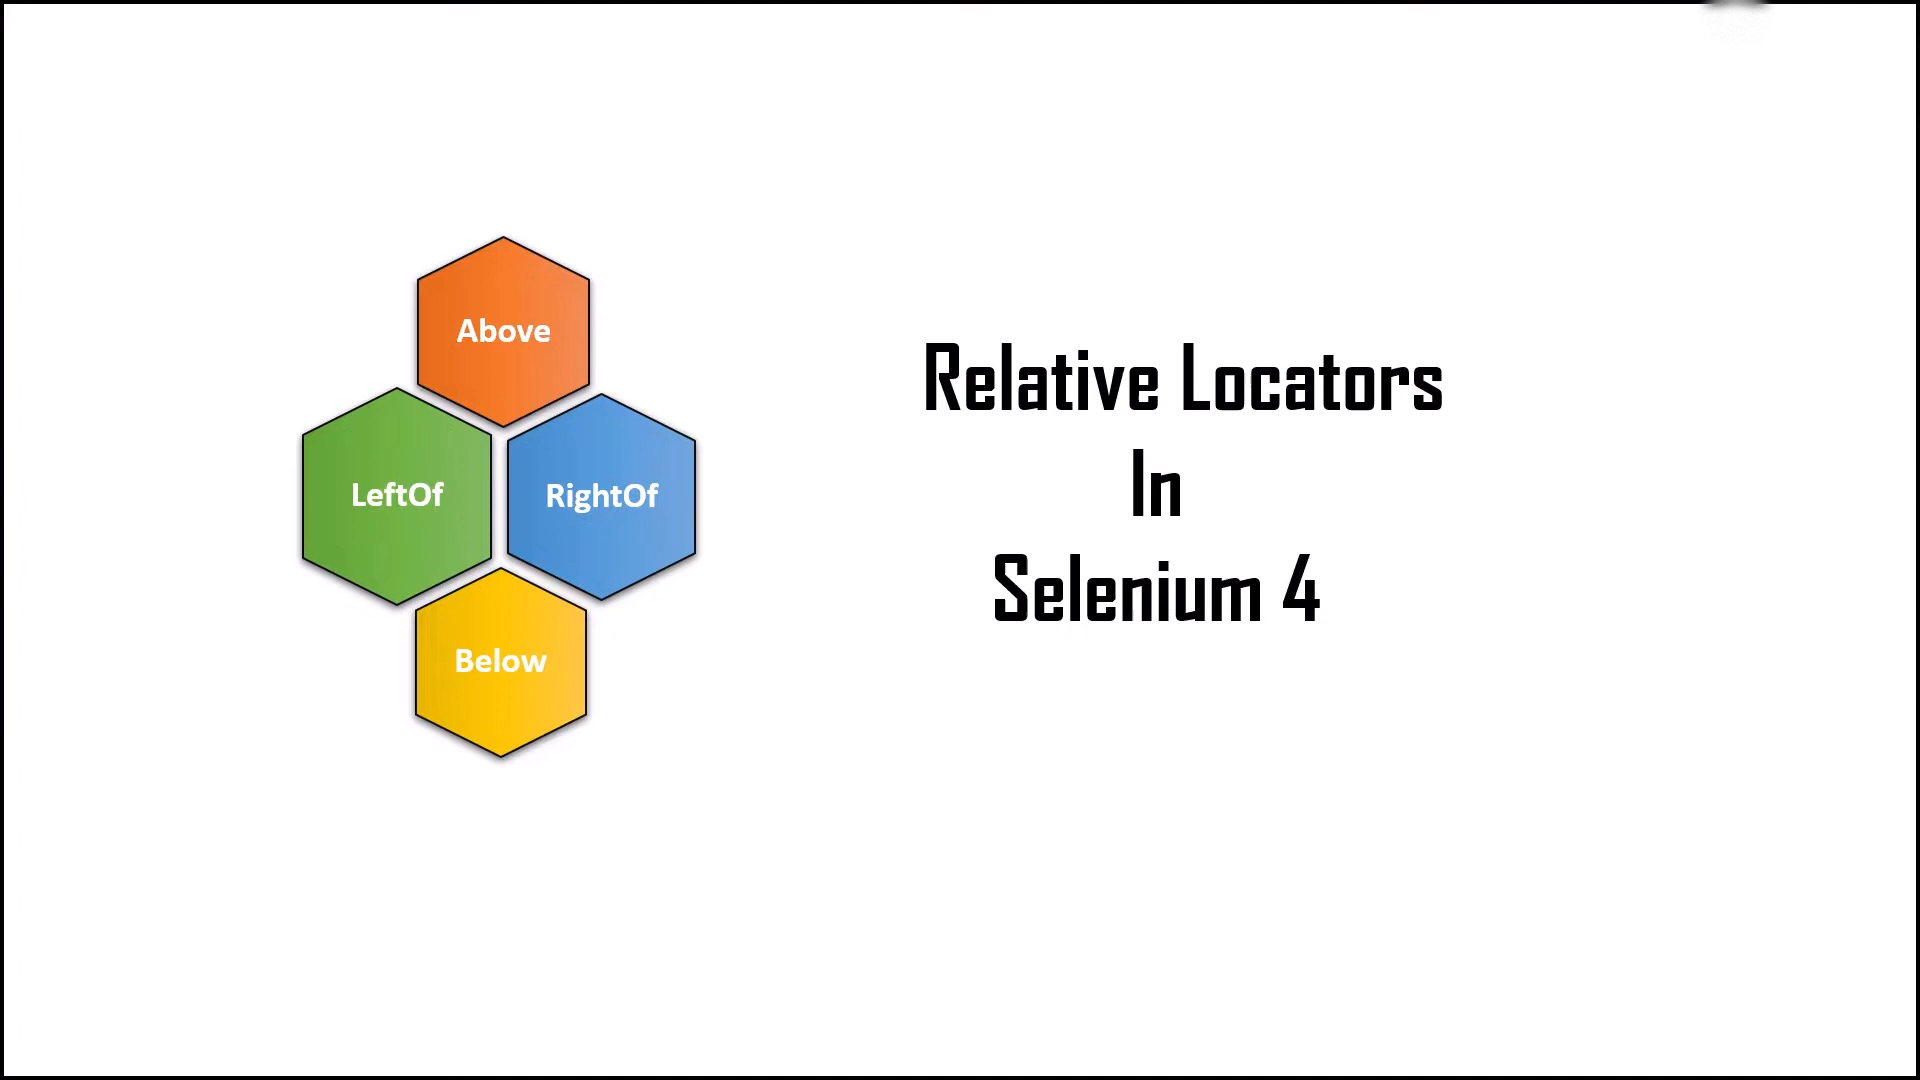 Above
LeftOf
RightOf
Below
Relative Locators
In
Selenium 4